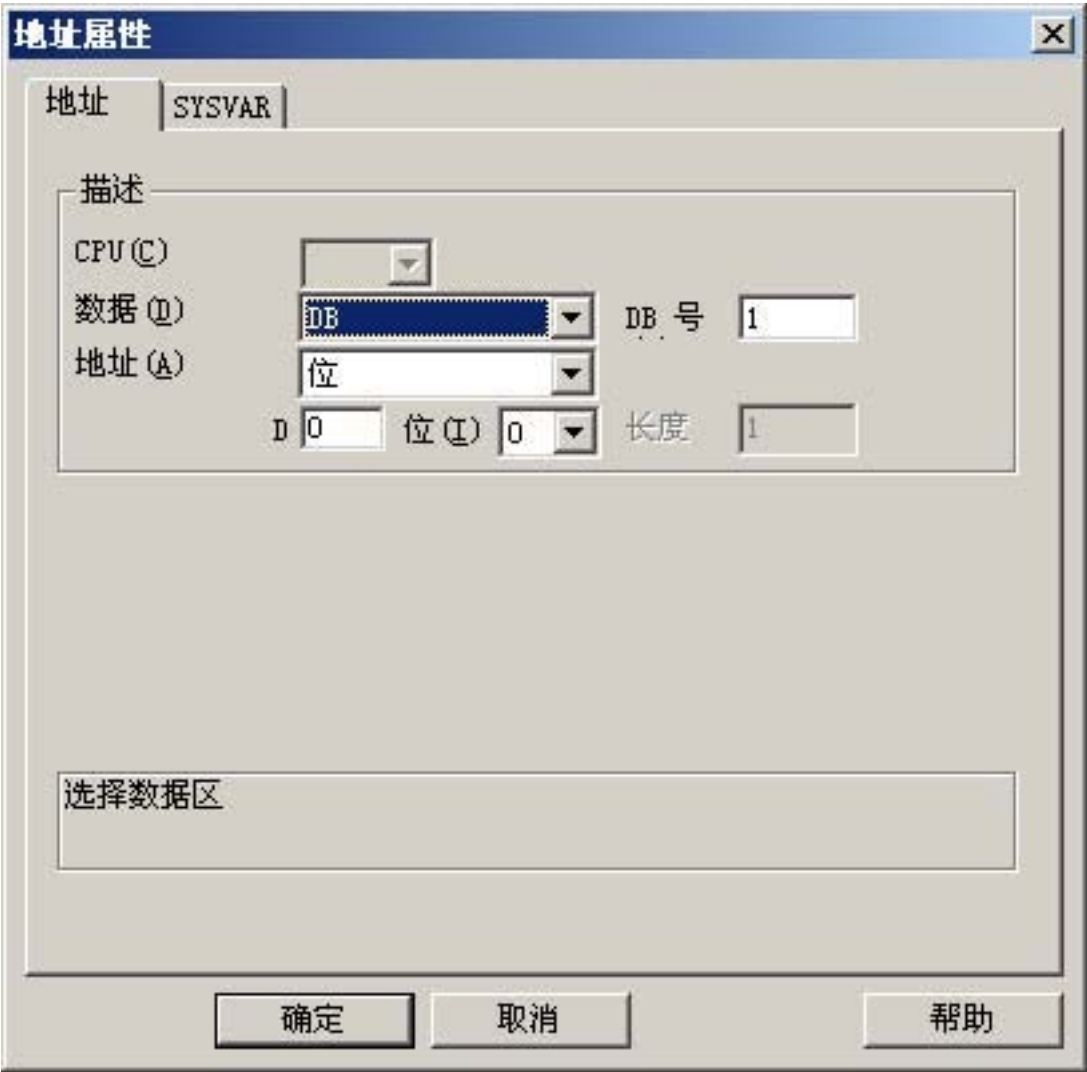 地址属性
地址 SYSVAR
描述
CPU(C)
数据(D) DB DB 号 1
地址(A) 位
D 0 位(I) 0 长度 1
选择数据区
确定 取消 帮助